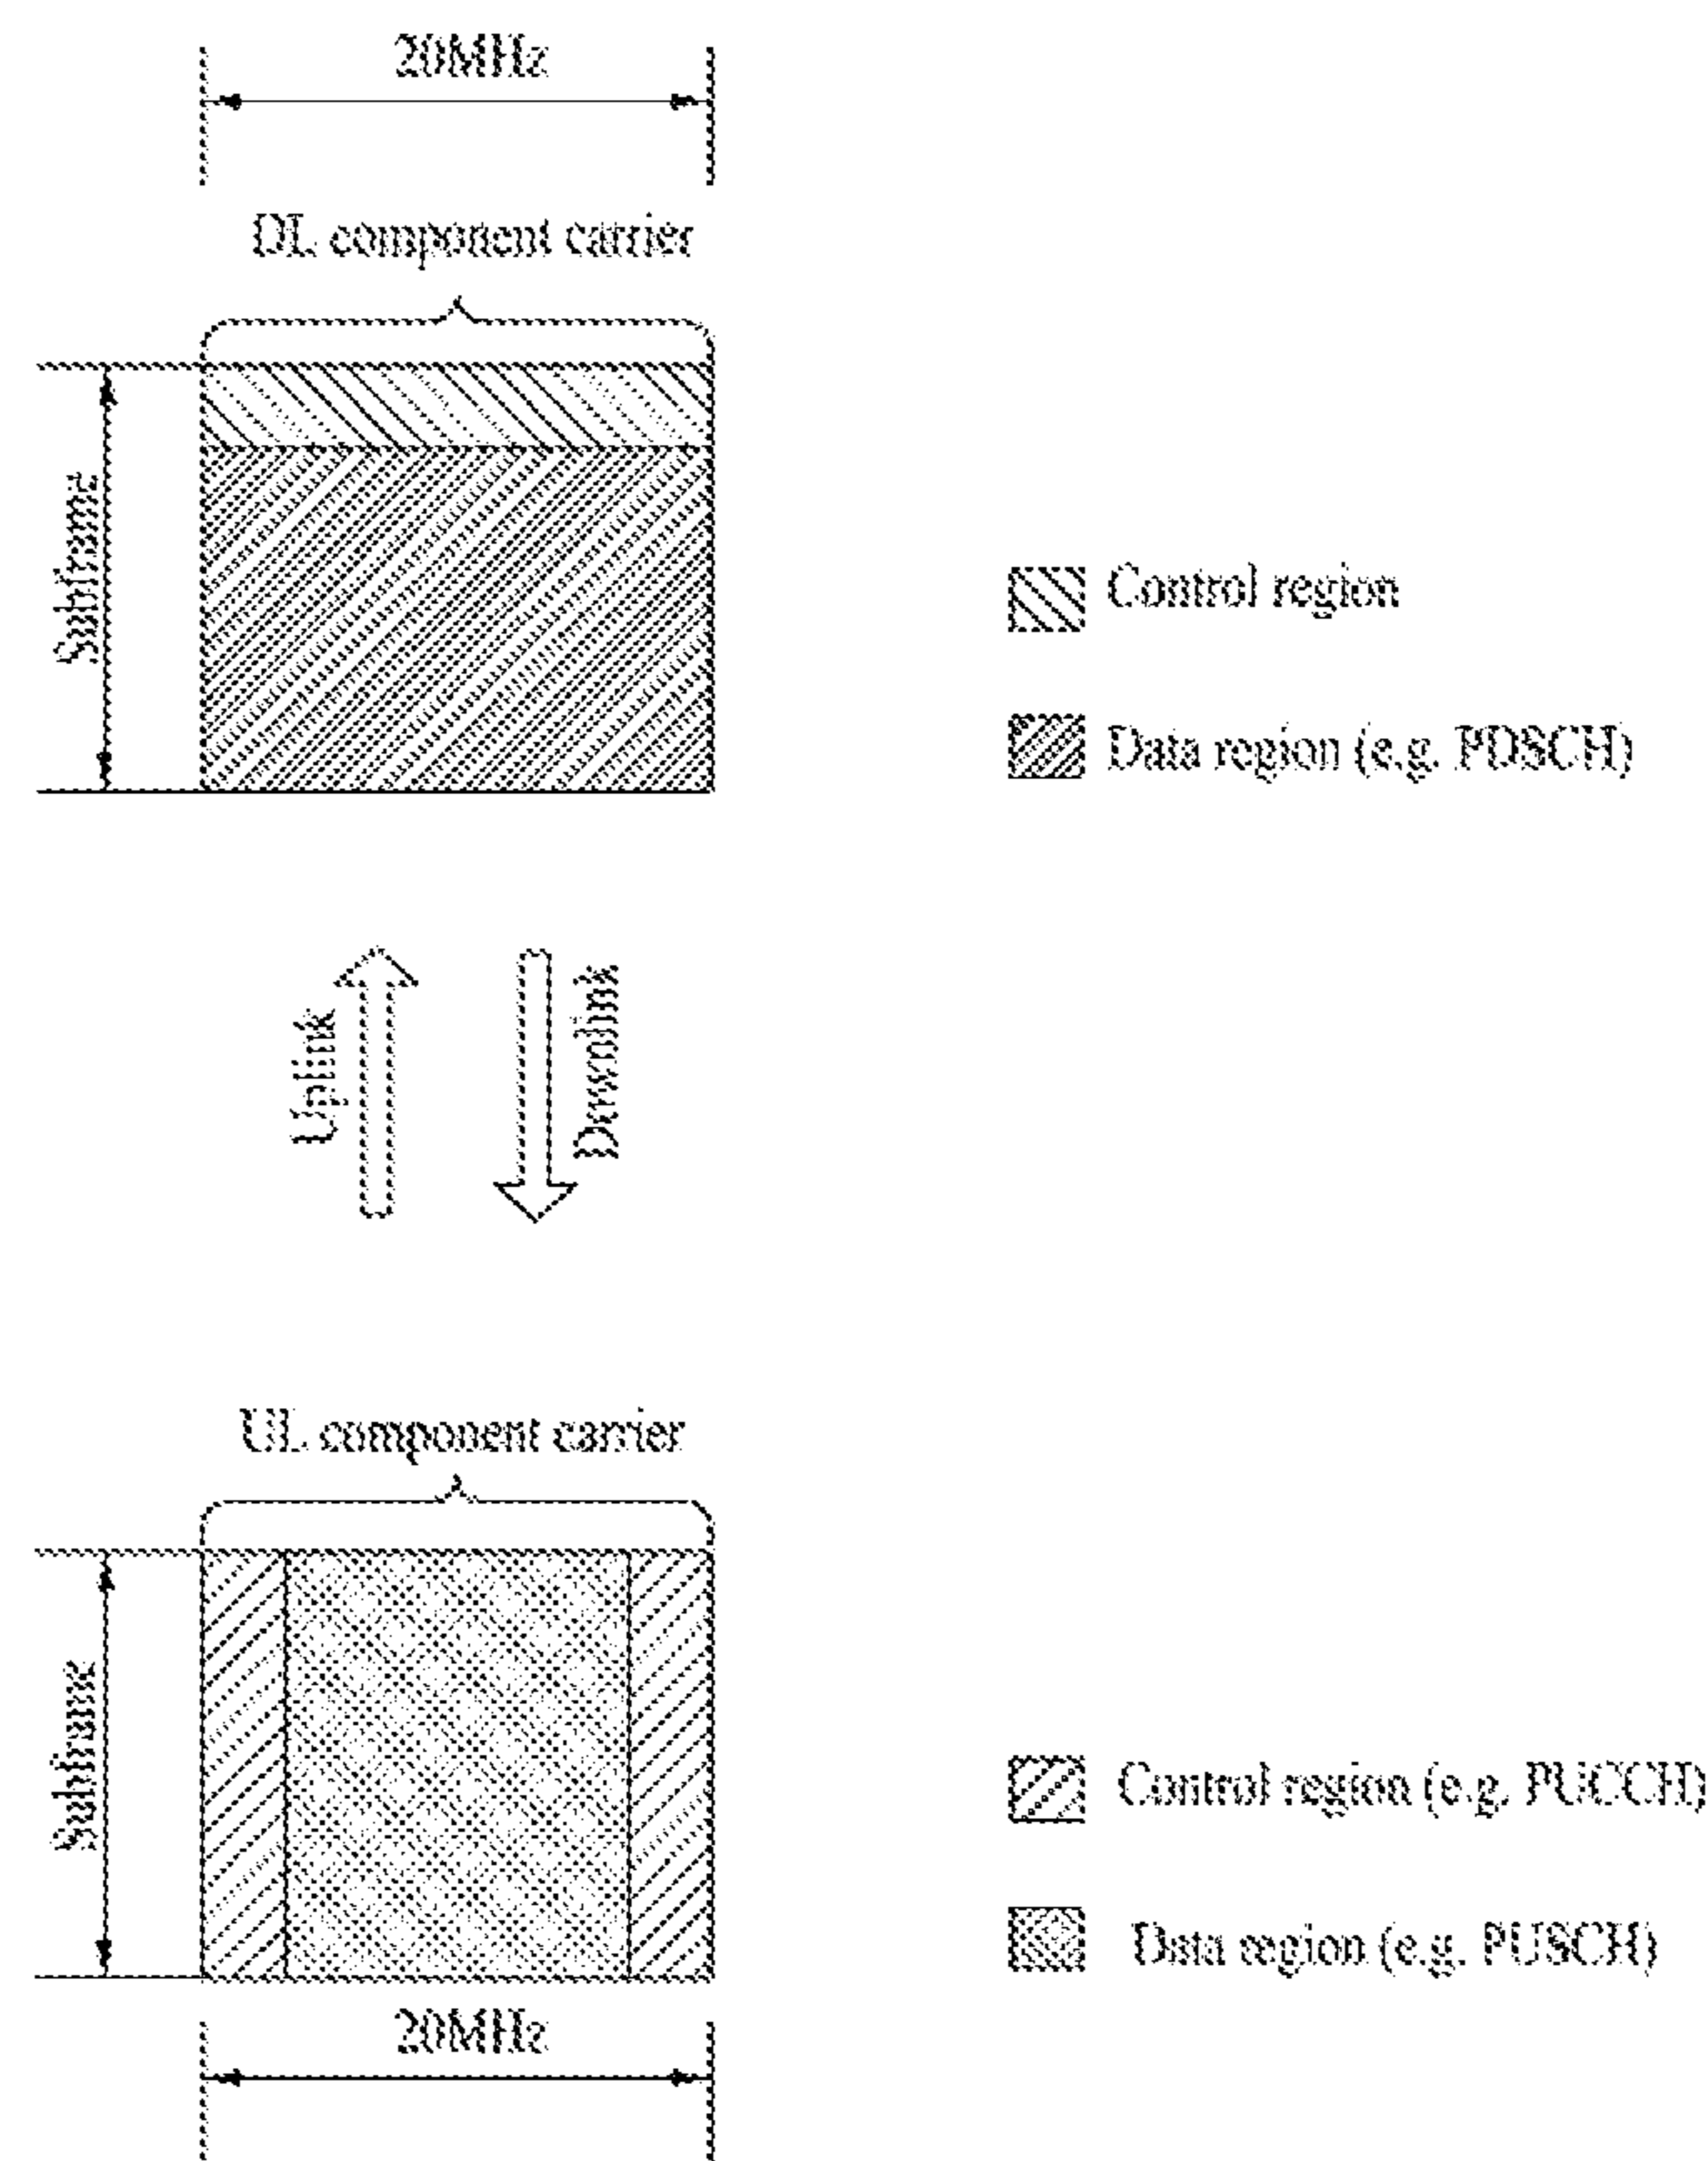 20MHz
DL component carrier
Subframe
Control region
Data region (e.g. PDSCH)
Uplink
Downlink
UL component carrier
Subframe
Control region (e.g. PUCCH)
Data region (e.g. PUSCH)
20MHz